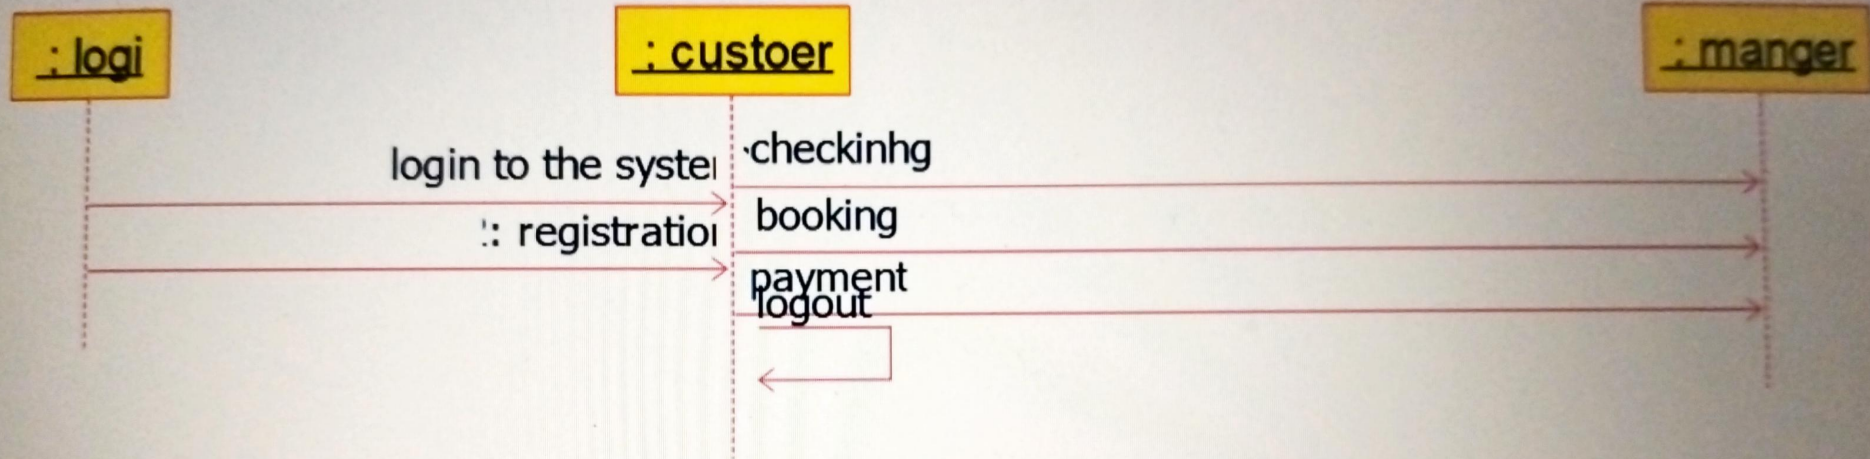 : logi
: custoer
: manger
checkinhg
login to the syste
booking
: registratio
payment
logout